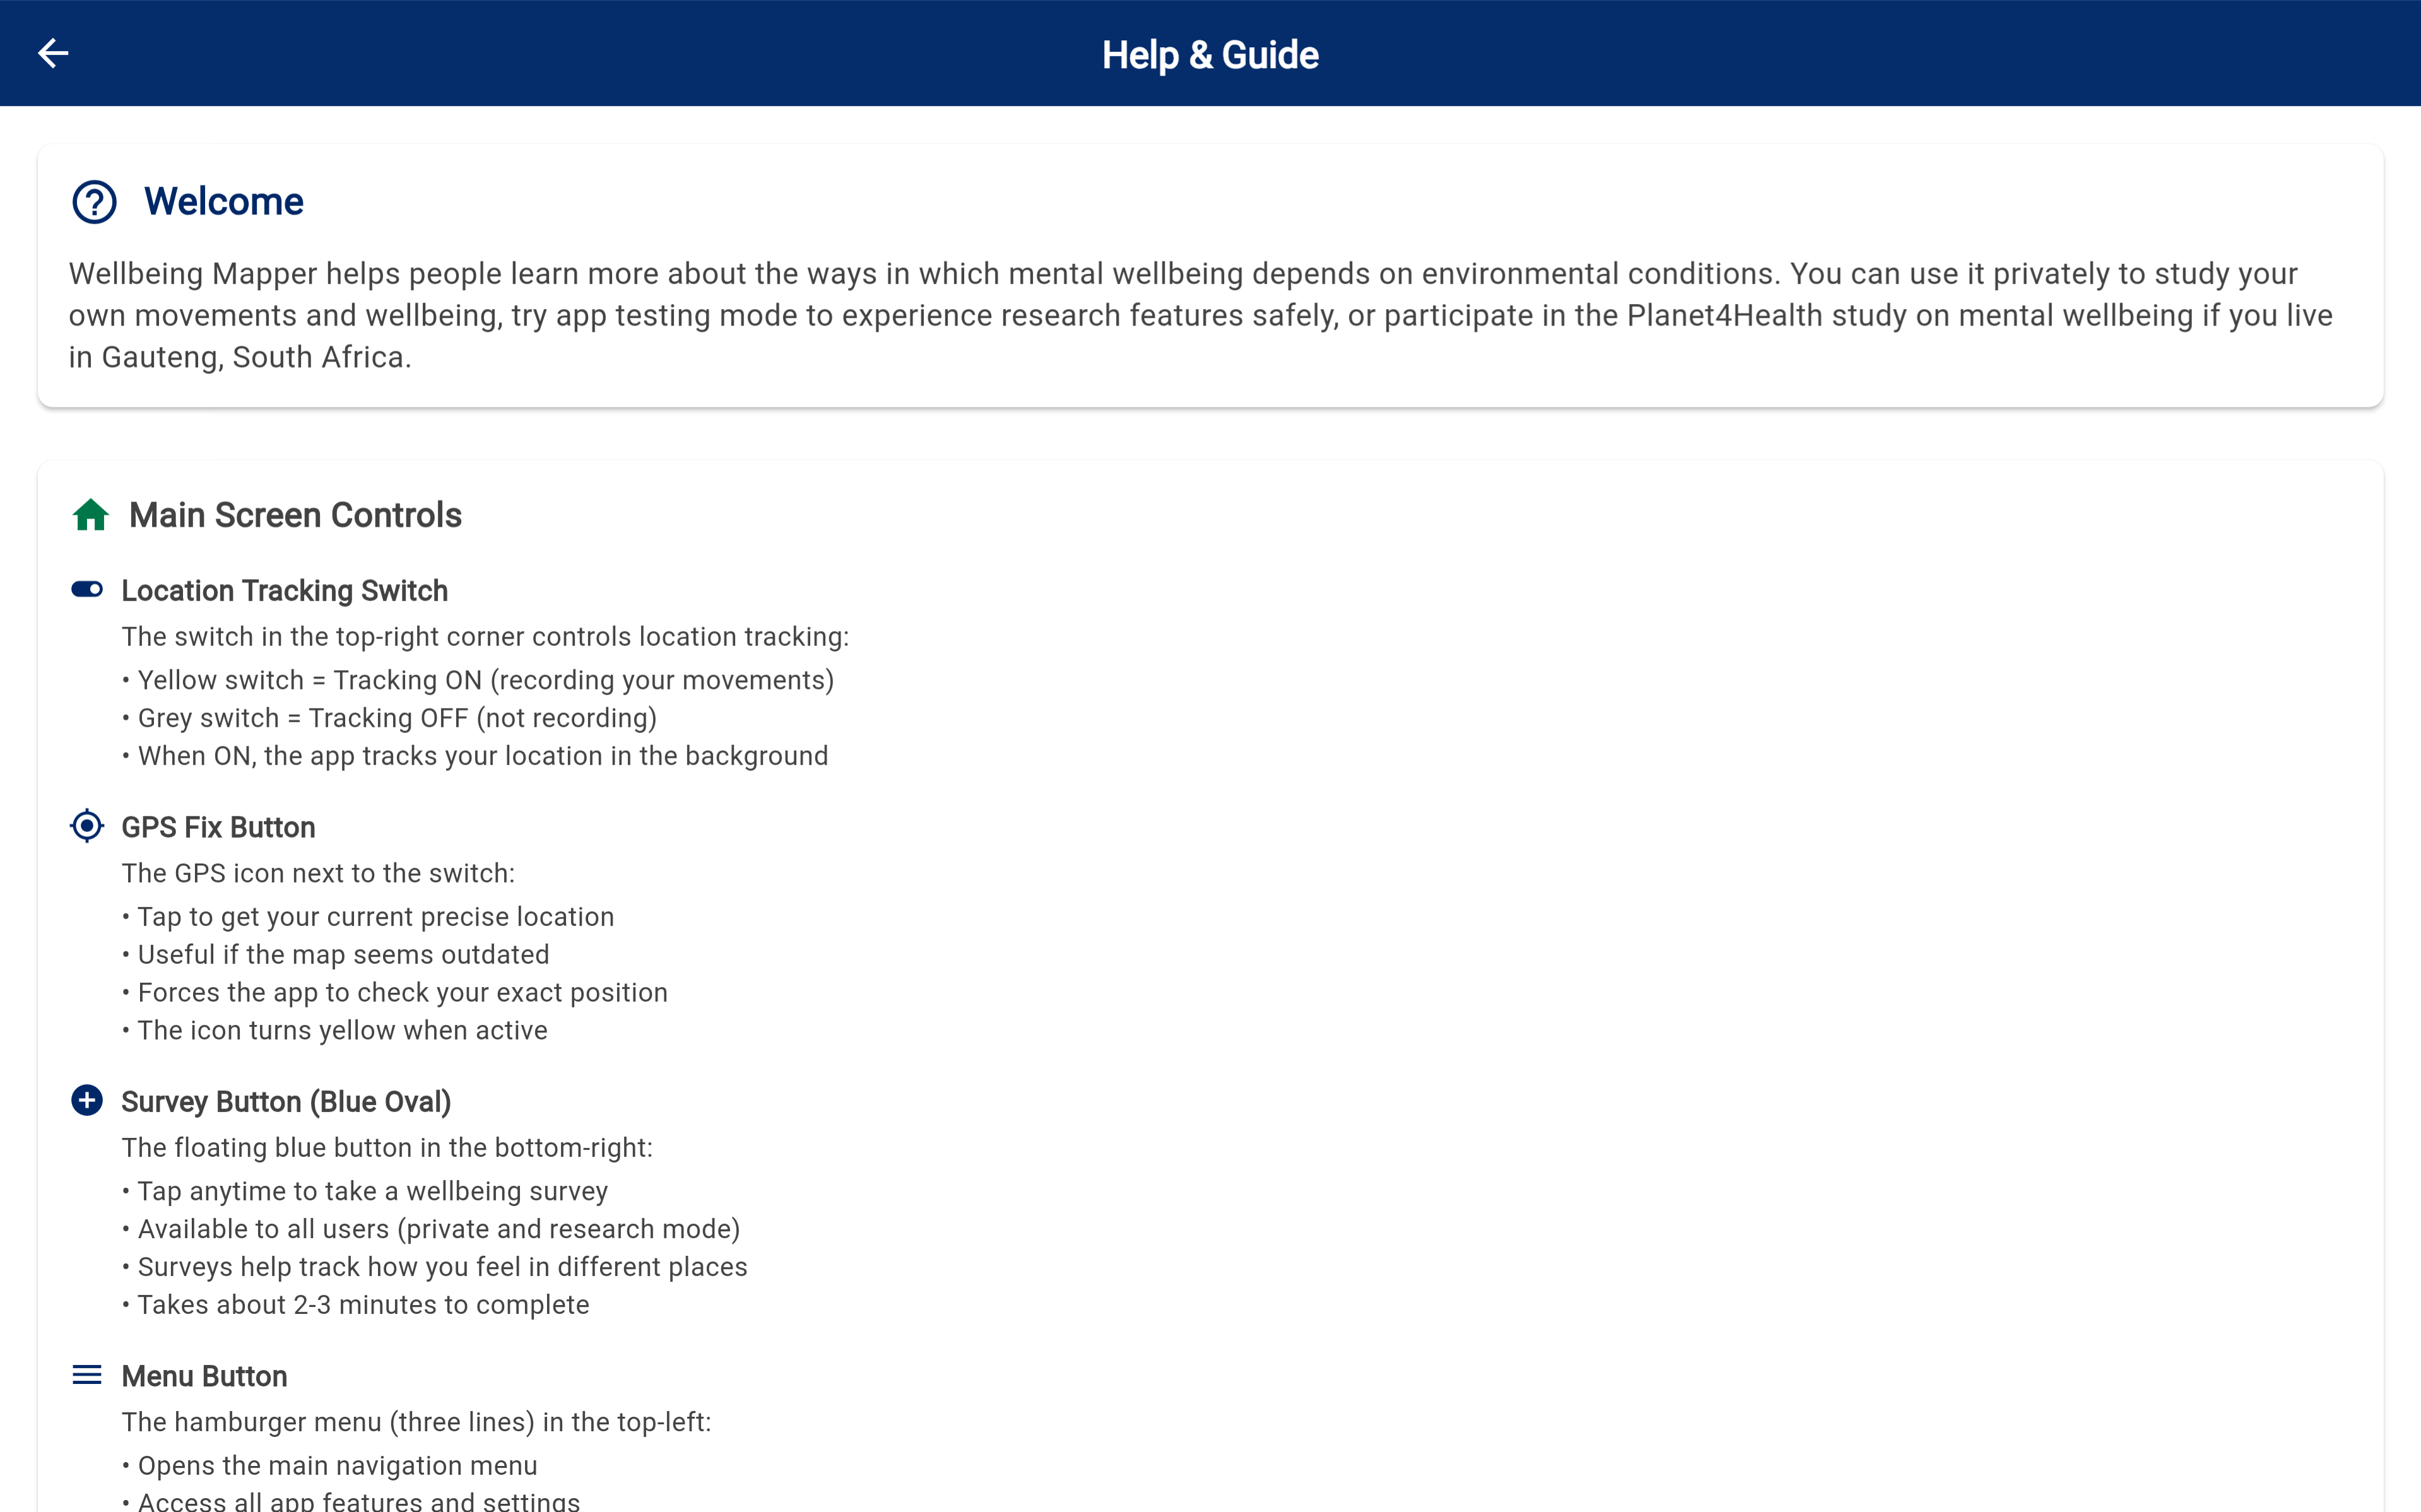 Help & Guide
Welcome
Wellbeing Mapper helps people learn more about the ways in which mental wellbeing depends on environmental conditions. You can use it privately to study your
own movements and wellbeing, try app testing mode to experience research features safely, or participate in the Planet4Health study on mental wellbeing if you live
in Gauteng, South Africa.
Main Screen Controls
Location Tracking Switch
The switch in the top-right corner controls location tracking:
• Yellow switch = Tracking ON (recording your movements)
• Grey switch = Tracking OFF (not recording)
• When ON, the app tracks your location in the background
GPS Fix Button
The GPS icon next to the switch:
• Tap to get your current precise location
• Useful if the map seems outdated
• Forces the app to check your exact position
• The icon turns yellow when active
Survey Button (Blue Oval)
The floating blue button in the bottom-right:
• Tap anytime to take a wellbeing survey
• Available to all users (private and research mode)
• Surveys help track how you feel in different places
• Takes about 2-3 minutes to complete
Menu Button
The hamburger menu (three lines) in the top-left:
• Opens the main navigation menu
• Access all app features and settings